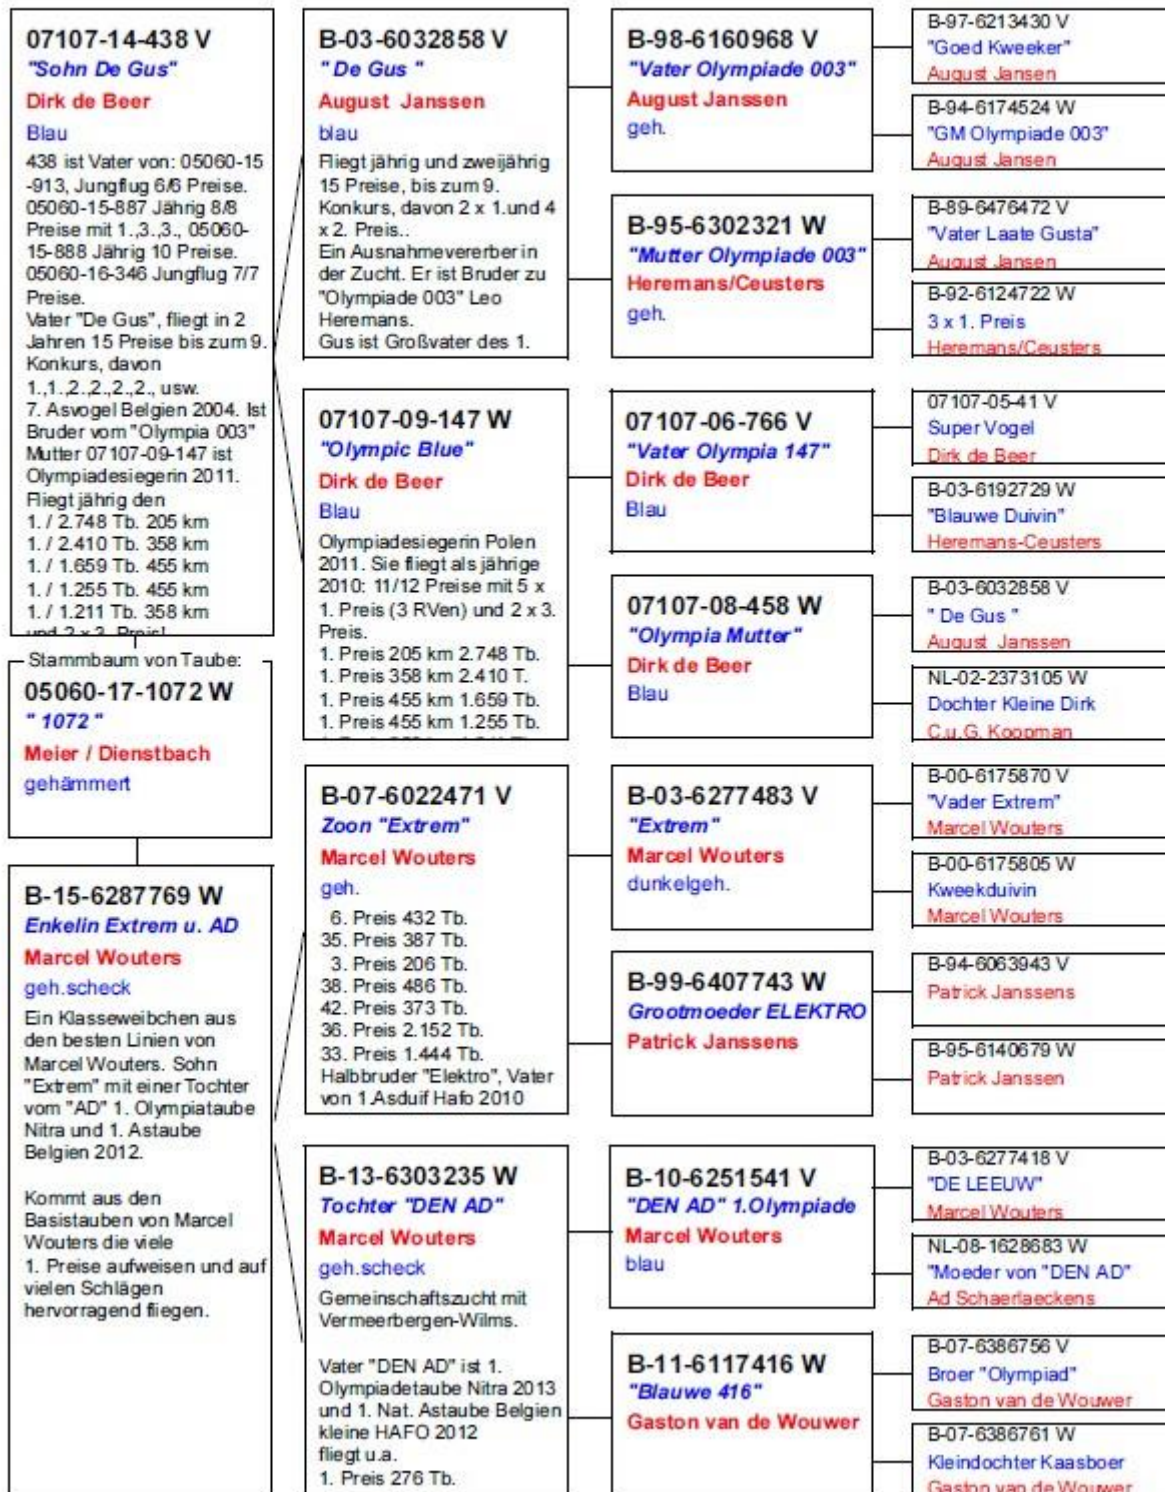 07107-14-438 V
"Sohn De Gus"
Dirk de Beer
Blau
438 ist Vater von: 05060-15
-913, Jungflug 6/6 Preise.
05060-15-887 Jährig 8/8
Preise mit 1.,3.,3., 05060-
15-888 Jährig 10 Preise.
05060-16-346 Jungflug 7/7
Preise.
Vater "De Gus", fliegt in 2
Jahren 15 Preise bis zum 9.
Konkurs, davon
1.,1.,2.,2.,2.,2., usw.
7. Asvogel Belgien 2004. Ist
Bruder vom "Olympia 003"
Mutter 07107-09-147 ist
Olympiadesiegerin 2011.
Fliegt jährig den
1. / 2.748 Tb. 205 km
1. / 2.410 Tb. 358 km
1. / 1.659 Tb. 455 km
1. / 1.255 Tb. 455 km
1. / 1.211 Tb. 358 km
und 2 x 3. Preis!
Stammbaum von Taube:
05060-17-1072 W
" 1072 "
Meier / Dienstbach
gehämmert
B-15-6287769 W
Enkelin Extrem u. AD
Marcel Wouters
geh.scheck
Ein Klasseweibchen aus
den besten Linien von
Marcel Wouters. Sohn
"Extrem" mit einer Tochter
vom "AD" 1. Olympiataube
Nitra und 1. Astaube
Belgien 2012.
Kommt aus den
Basistauben von Marcel
Wouters die viele
1. Preise aufweisen und auf
vielen Schlägen
hervorragend fliegen.
B-03-6032858 V
" De Gus "
August  Janssen
blau
Fliegt jährig und zweijährig
15 Preise, bis zum 9.
Konkurs, davon 2 x 1.und 4
x 2. Preis..
Ein Ausnahmevererber in
der Zucht. Er ist Bruder zu
"Olympiade 003" Leo
Heremans.
Gus ist Großvater des 1.
07107-09-147 W
"Olympic Blue"
Dirk de Beer
Blau
Olympiadesiegerin Polen
2011. Sie fliegt als jährige
2010: 11/12 Preise mit 5 x
1. Preis (3 RVen) und 2 x 3.
Preis.
1. Preis 205 km 2.748 Tb.
1. Preis 358 km 2.410 T.
1. Preis 455 km 1.659 Tb.
1. Preis 455 km 1.255 Tb.
B-07-6022471 V
Zoon "Extrem"
Marcel Wouters
geh.
6. Preis 432 Tb.
35. Preis 387 Tb.
3. Preis 206 Tb.
38. Preis 486 Tb.
42. Preis 373 Tb.
36. Preis 2.152 Tb.
33. Preis 1.444 Tb.
Halbbruder "Elektro", Vater
von 1.Asduif Hafo 2010
B-13-6303235 W
Tochter "DEN AD"
Marcel Wouters
geh.scheck
Gemeinschaftszucht mit
Vermeerbergen-Wilms.
Vater "DEN AD" ist 1.
Olympiadetaube Nitra 2013
und 1. Nat. Astaube Belgien
kleine HAFO 2012
fliegt u.a.
1. Preis 276 Tb.
B-98-6160968 V
"Vater Olympiade 003"
August Janssen
geh.
B-95-6302321 W
"Mutter Olympiade 003"
Heremans/Ceusters
geh.
07107-06-766 V
"Vater Olympia 147"
Dirk de Beer
Blau
07107-08-458 W
"Olympia Mutter"
Dirk de Beer
Blau
B-03-6277483 V
"Extrem"
Marcel Wouters
dunkelgeh.
B-99-6407743 W
Grootmoeder ELEKTRO
Patrick Janssens
B-10-6251541 V
"DEN AD" 1.Olympiade
Marcel Wouters
blau
B-11-6117416 W
"Blauwe 416"
Gaston van de Wouwer
B-97-6213430 V
"Goed Kweeker"
August Jansen
B-94-6174524 W
"GM Olympiade 003"
August Jansen
B-89-6476472 V
"Vater Laate Gusta"
August Jansen
B-92-6124722 W
3 x 1. Preis
Heremans/Ceusters
07107-05-41 V
Super Vogel
Dirk de Beer
B-03-6192729 W
"Blauwe Duivin"
Heremans-Ceusters
B-03-6032858 V
" De Gus "
August  Janssen
NL-02-2373105 W
Dochter Kleine Dirk
C.u.G. Koopman
B-00-6175870 V
"Vader Extrem"
Marcel Wouters
B-00-6175805 W
Kweekduivin
Marcel Wouters
B-94-6063943 V
Patrick Janssens
B-95-6140679 W
Patrick Janssen
B-03-6277418 V
"DE LEEUW"
Marcel Wouters
NL-08-1628683 W
"Moeder von "DEN AD"
Ad Schaerlaeckens
B-07-6386756 V
Broer "Olympiad"
Gaston van de Wouwer
B-07-6386761 W
Kleindochter Kaasboer
Gaston van de Wouwer